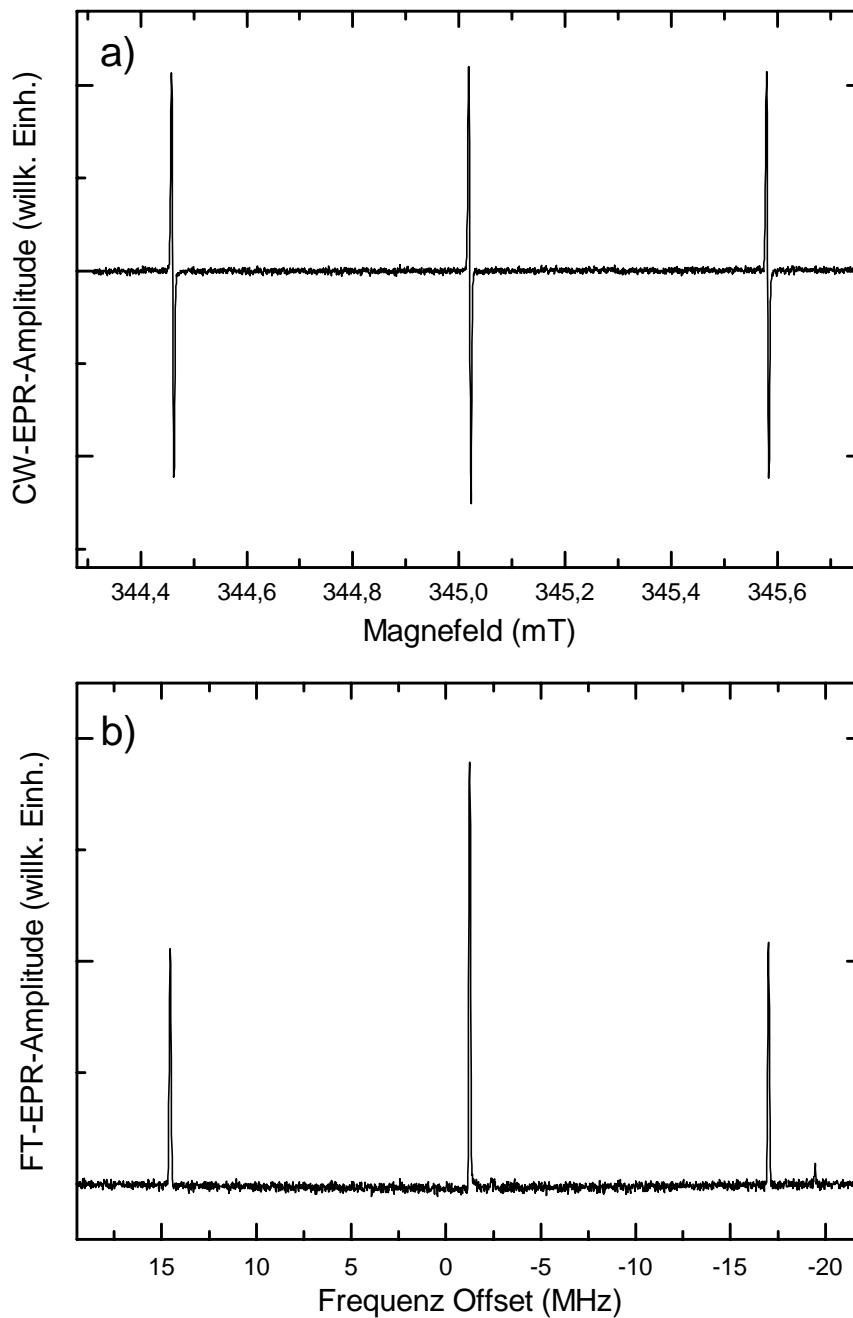 a)
CW-EPR-Amplitude (willk. Einh.)
344,4 344,6 344,8 345,0 345,2 345,4 345,6
Magnefeld (mT)
b)
FT-EPR-Amplitude (willk. Einh.)
15 10 5 0 -5 -10 -15 -20
Frequenz Offset (MHz)